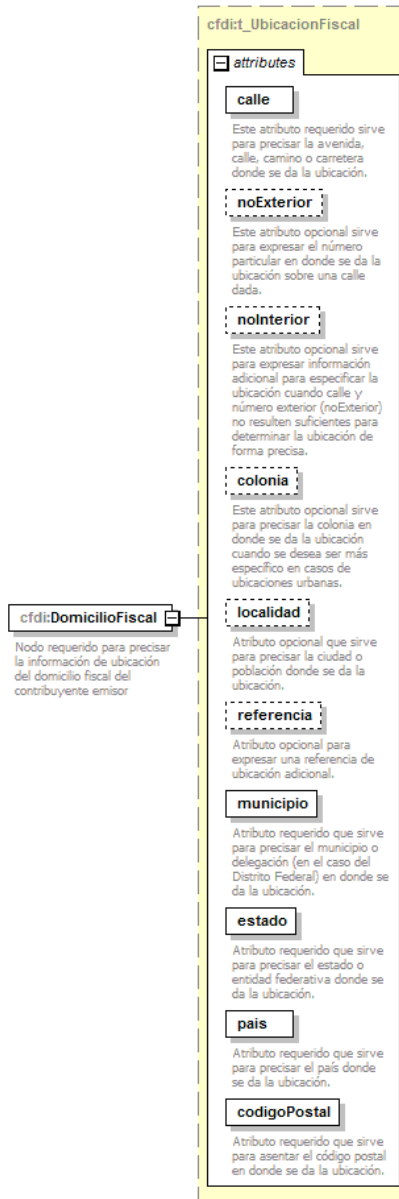 cfdi:t_UbicacionFiscal
attributes
calle
Este atributo requerido sirve
para precisar la avenida,
calle, camino o carretera
donde se da la ubicación.
noExterior
Este atributo opcional sirve
para expresar el número
particular en donde se da la
ubicación sobre una calle
dada.
noInterior
Este atributo opcional sirve
para expresar información
adicional para especificar la
ubicación cuando calle y
número exterior (noExterior)
no resulten suficientes para
determinar la ubicación de
forma precisa.
colonia
Este atributo opcional sirve
para precisar la colonia en
donde se da la ubicación
cuando se desea ser más
específico en casos de
ubicaciones urbanas.
cfdi:DomicilioFiscal
Nodo requerido para precisar
la información de ubicación
del domicilio fiscal del
contribuyente emisor
localidad
Atributo opcional que sirve
para precisar la ciudad o
población donde se da la
ubicación.
referencia
Atributo opcional para
expresar una referencia de
ubicación adicional.
municipio
Atributo requerido que sirve
para precisar el municipio o
delegación (en el caso del
Distrito Federal) en donde se
da la ubicación.
estado
Atributo requerido que sirve
para precisar el estado o
entidad federativa donde se
da la ubicación.
pais
Atributo requerido que sirve
para precisar el país donde
se da la ubicación.
codigoPostal
Atributo requerido que sirve
para asentar el código postal
en donde se da la ubicación.